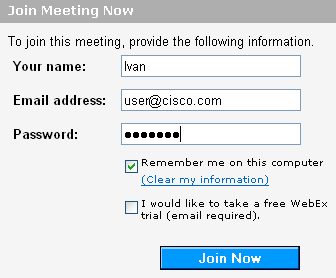 Join Meeting Now
To join this meeting, provide the following information.
Your name: Ivan
Email address: user@cisco.com
Password: ●●●●●●●
Remember me on this computer
(Clear my information)
I would like to take a free WebEx
trial (email required).
Join Now